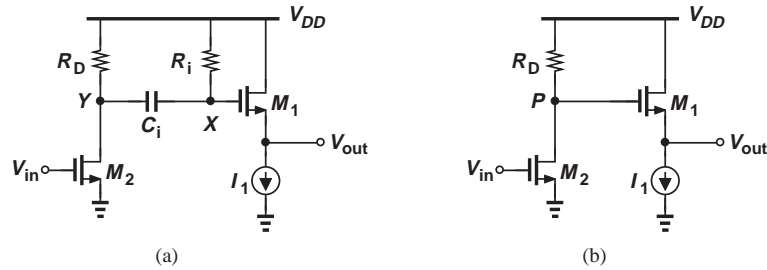 V_DD
R_D
R_i
Y
C_i
X
M_1
V_out
V_in
M_2
I_1
(a)
V_DD
R_D
P
M_1
V_out
V_in
M_2
I_1
(b)